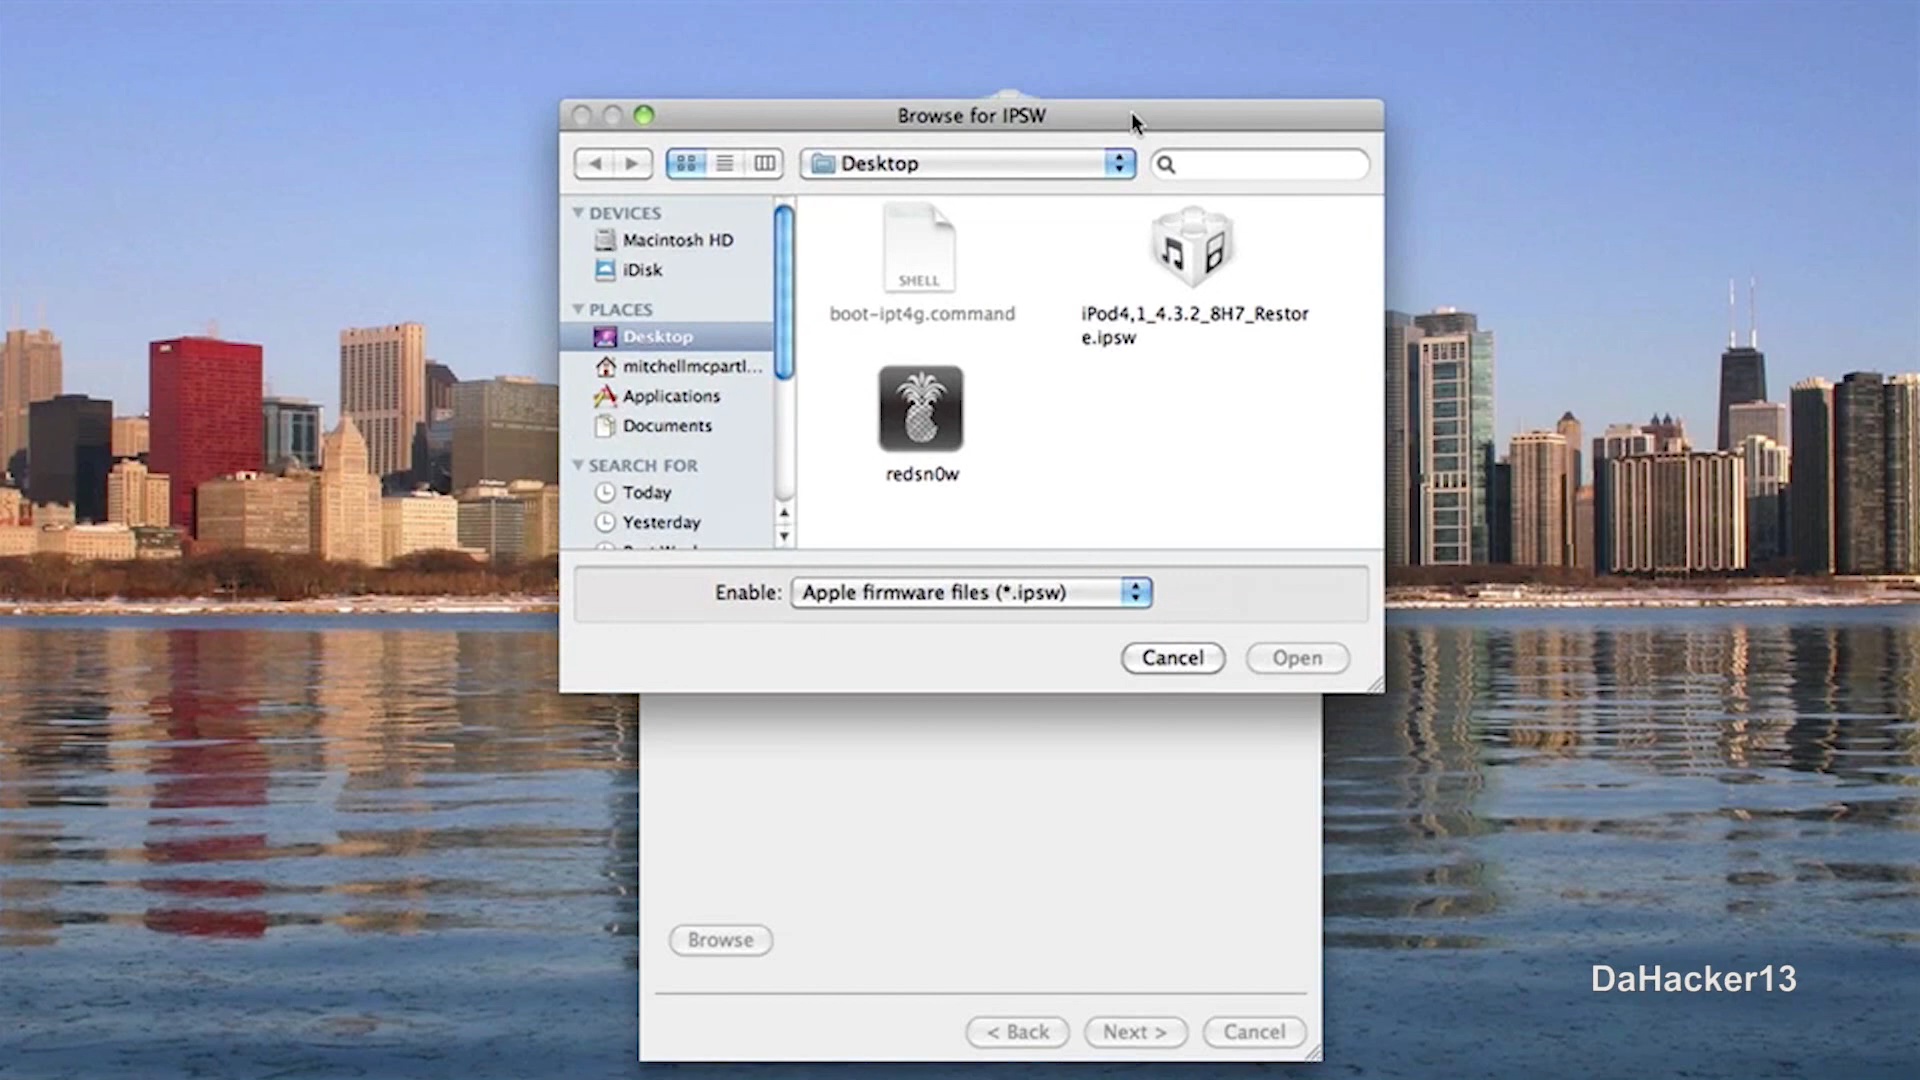 Browse for IPSW
Desktop
DEVICES
Macintosh HD
iDisk
PLACES
Desktop
mitchellmcpartl...
Applications
Documents
SEARCH FOR
Today
Yesterday
SHELL
boot-ipt4g.command
iPod4,1_4.3.2_8H7_Restor
e.ipsw
redsn0w
Enable: Apple firmware files (*.ipsw)
Cancel
Open
Browse
< Back
Next >
Cancel
DaHacker13